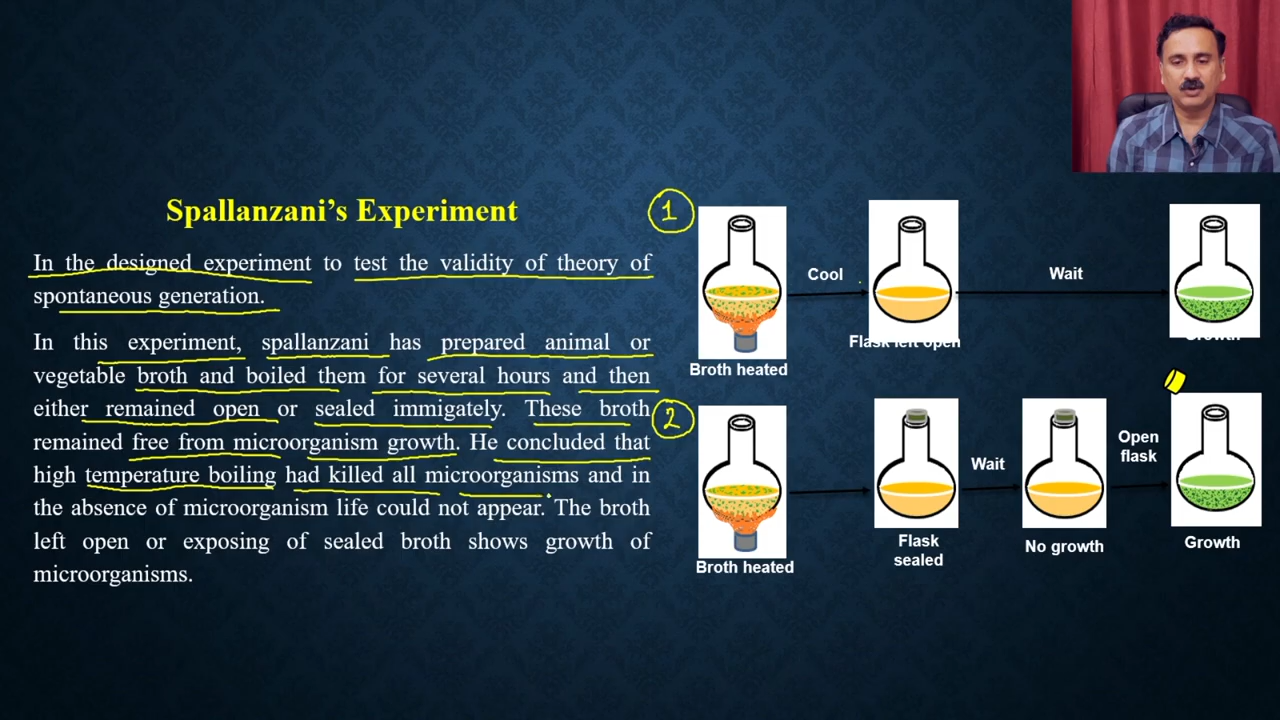 Spallanzani's Experiment
In the designed experiment to test the validity of theory of
spontaneous generation.
In this experiment, spallanzani has prepared animal or
vegetable broth and boiled them for several hours and then
either remained open or sealed immigately. These broth
remained free from microorganism growth. He concluded that
high temperature boiling had killed all microorganisms and in
the absence of microorganism life could not appear. The broth
left open or exposing of sealed broth shows growth of
microorganisms.
1
Cool
Wait
Broth heated
Flask left open
Growth
2
Wait
Open
flask
Broth heated
Flask
sealed
No growth
Growth